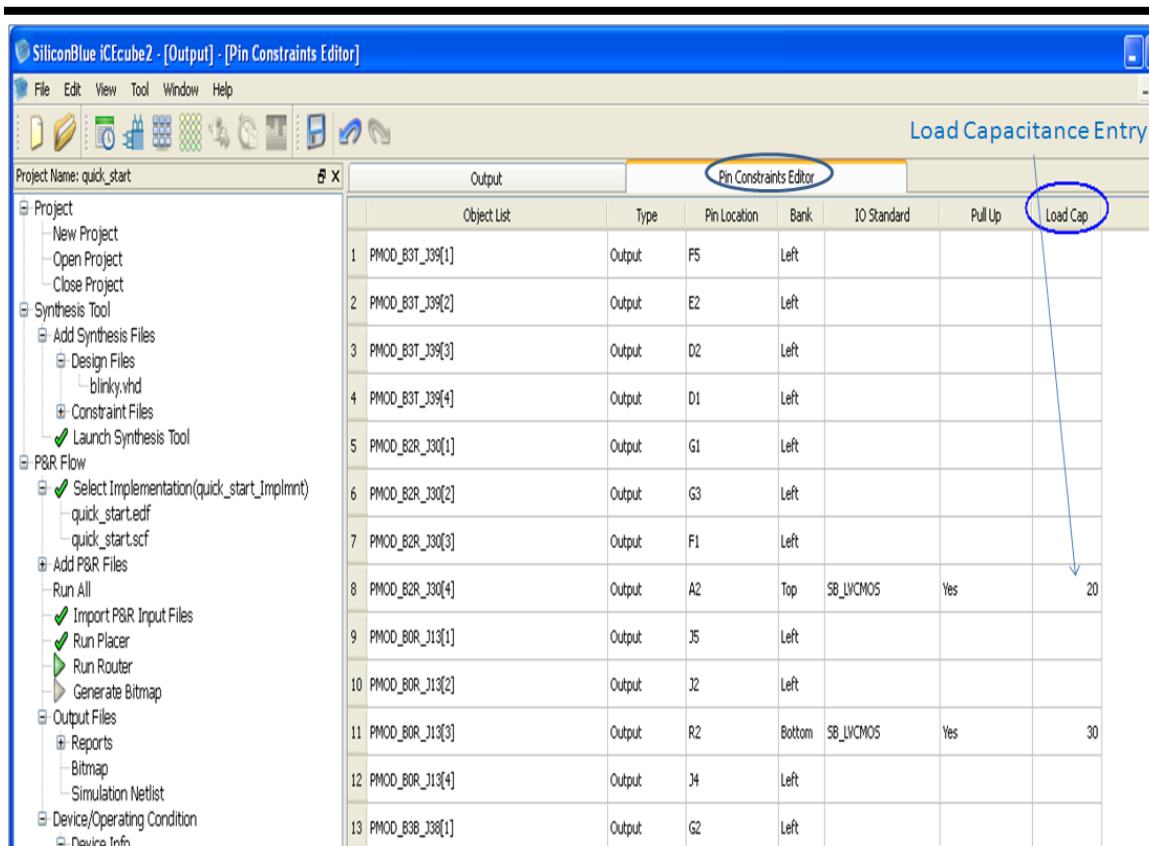 SiliconBlue iCEcube2 - [Output] - [Pin Constraints Editor]
File Edit View Tool Window Help
Load Capacitance Entry
Project Name: quick_start
Output
Pin Constraints Editor
Project
New Project
Open Project
Close Project
Synthesis Tool
Add Synthesis Files
Design Files
blinky.vhd
Constraint Files
Launch Synthesis Tool
P&R Flow
Select Implementation(quick_start_Implmnt)
quick_start.edf
quick_start.scf
Add P&R Files
Run All
Import P&R Input Files
Run Placer
Run Router
Generate Bitmap
Output Files
Reports
Bitmap
Simulation Netlist
Device/Operating Condition
Device Info
Object List Type Pin Location Bank IO Standard Pull Up Load Cap
1 PMOD_B3T_J39[1] Output F5 Left
2 PMOD_B3T_J39[2] Output E2 Left
3 PMOD_B3T_J39[3] Output D2 Left
4 PMOD_B3T_J39[4] Output D1 Left
5 PMOD_B2R_J30[1] Output G1 Left
6 PMOD_B2R_J30[2] Output G3 Left
7 PMOD_B2R_J30[3] Output F1 Left
8 PMOD_B2R_J30[4] Output A2 Top SB_LVCMOS Yes 20
9 PMOD_B0R_J13[1] Output J5 Left
10 PMOD_B0R_J13[2] Output J2 Left
11 PMOD_B0R_J13[3] Output R2 Bottom SB_LVCMOS Yes 30
12 PMOD_B0R_J13[4] Output J4 Left
13 PMOD_B3B_J38[1] Output G2 Left